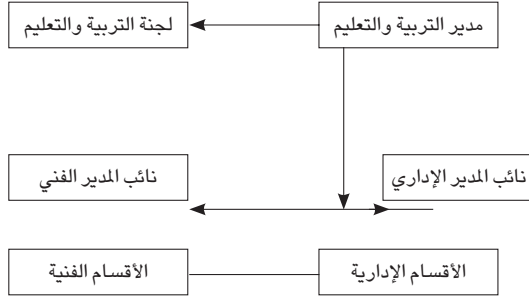 مدير التربية والتعليم
لجنة التربية والتعليم
نائب المدير الإداري
نائب المدير الفني
الأقسام الإدارية
الأقسام الفنية